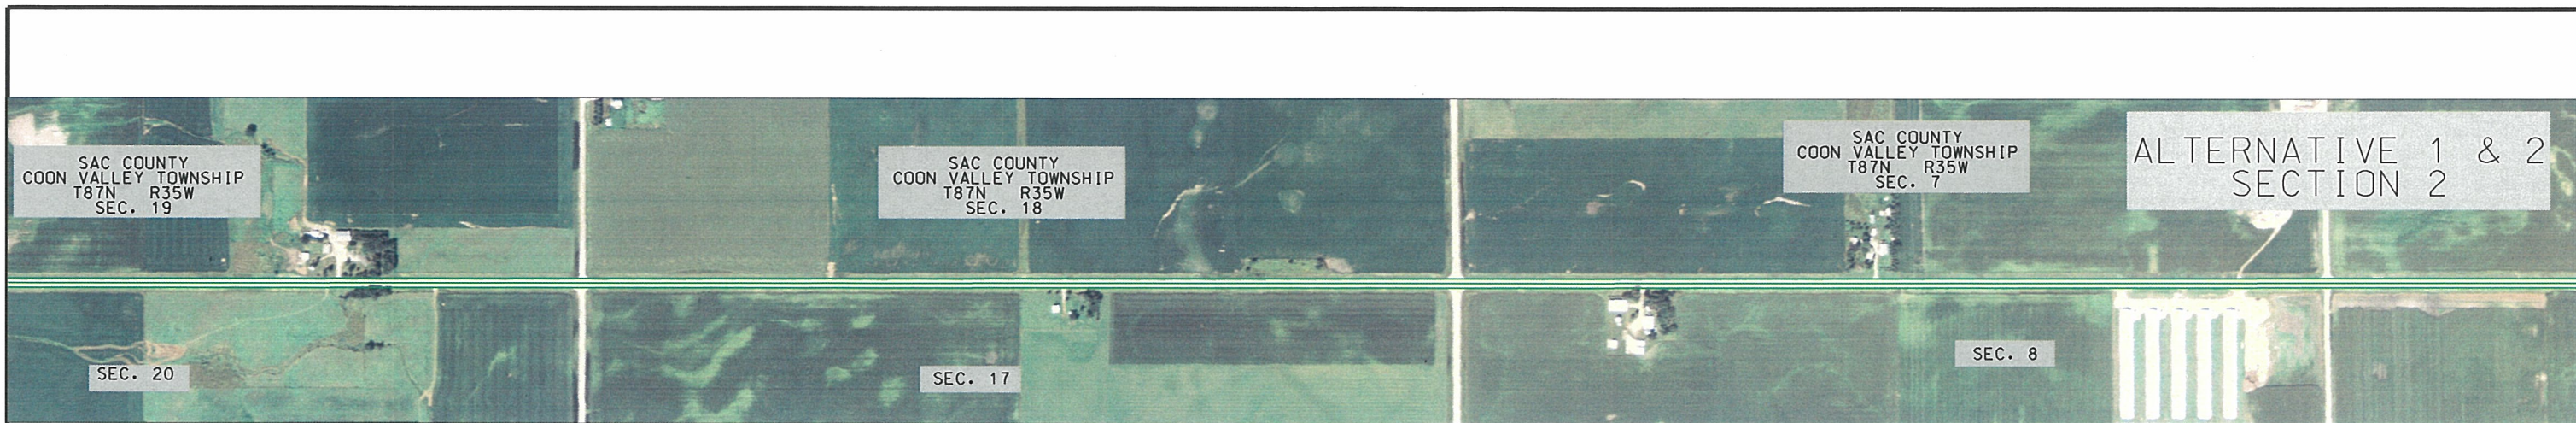 SAC COUNTY
COON VALLEY TOWNSHIP
T87N R35W
SEC. 19
SAC COUNTY
COON VALLEY TOWNSHIP
T87N R35W
SEC. 18
SAC COUNTY
COON VALLEY TOWNSHIP
T87N R35W
SEC. 7
ALTERNATIVE 1 & 2
SECTION 2
SEC. 20
SEC. 17
SEC. 8